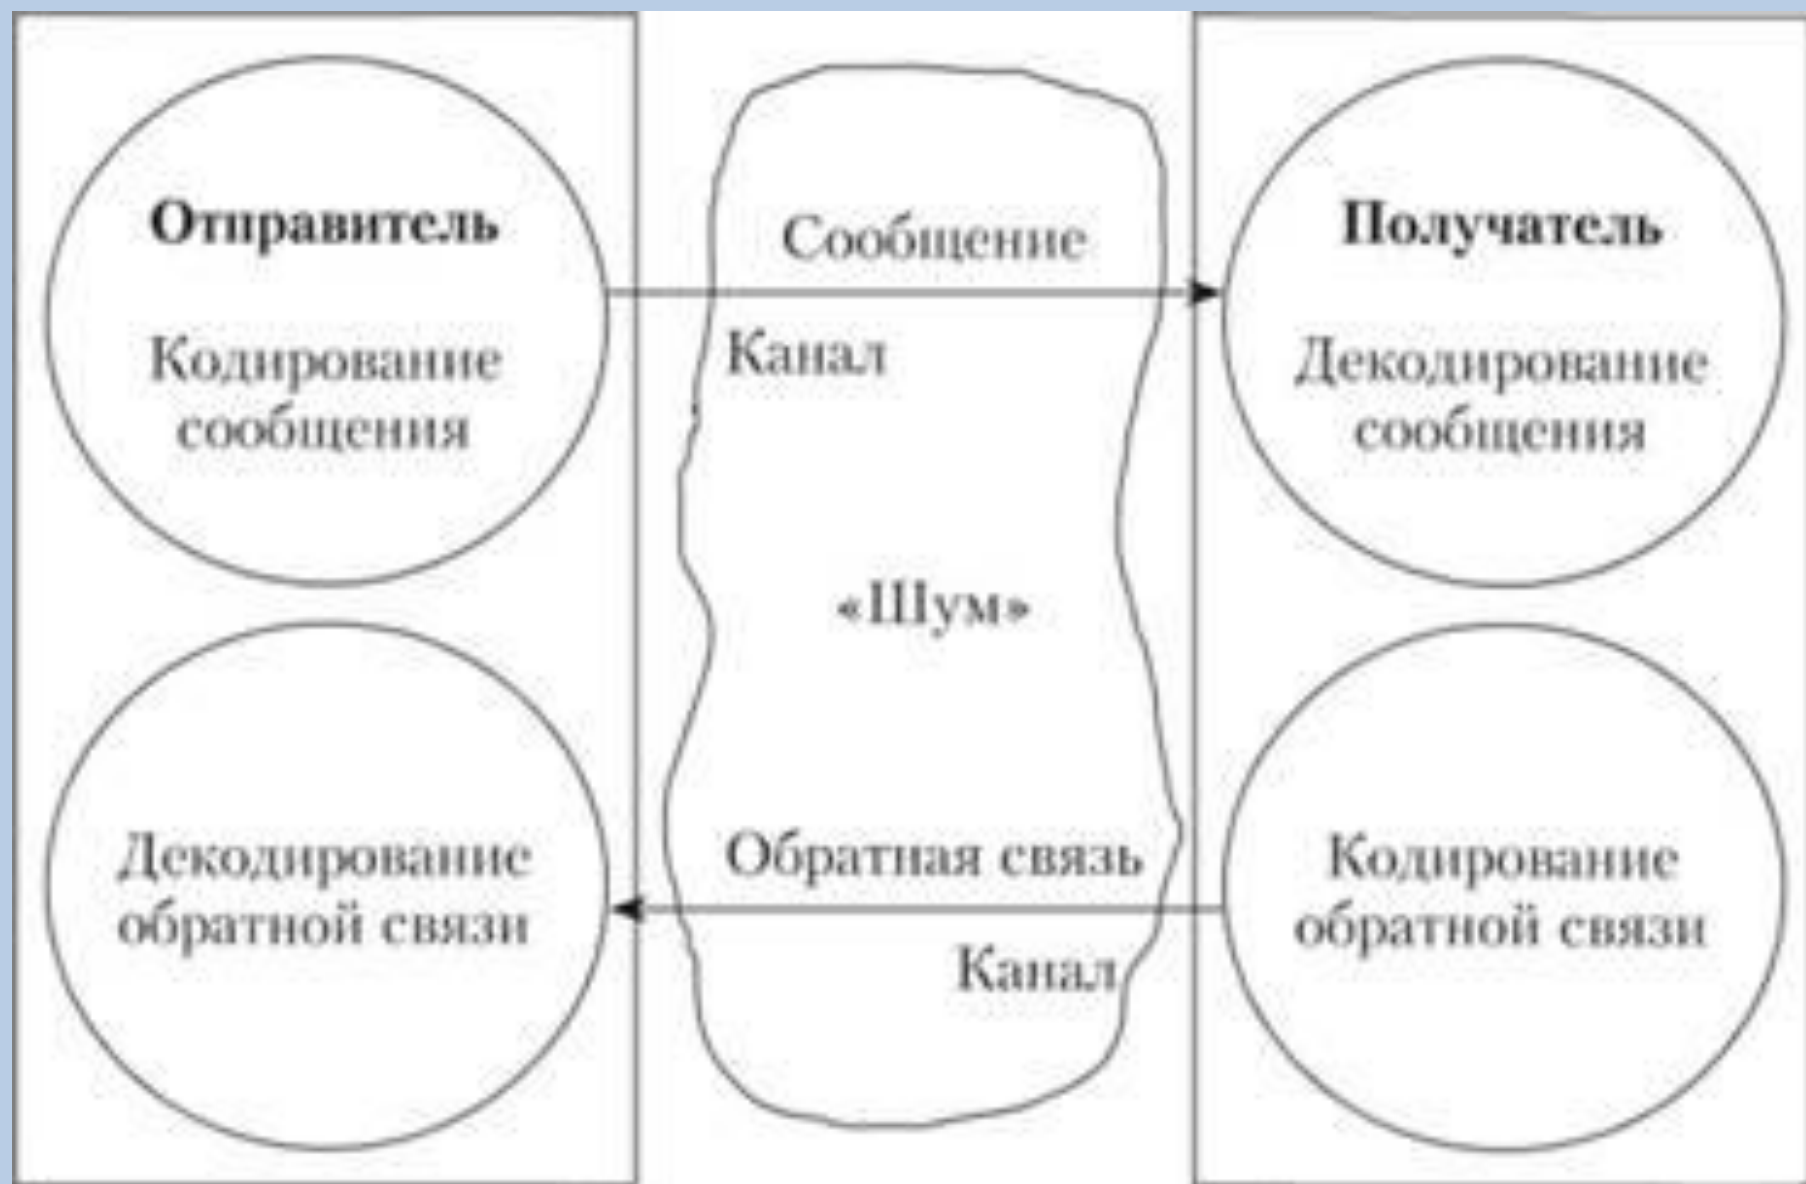 Отправитель
Кодирование
сообщения
Сообщение
Канал
Получатель
Декодирование
сообщения
«Шум»
Декодирование
обратной связи
Обратная связь
Канал
Кодирование
обратной связи